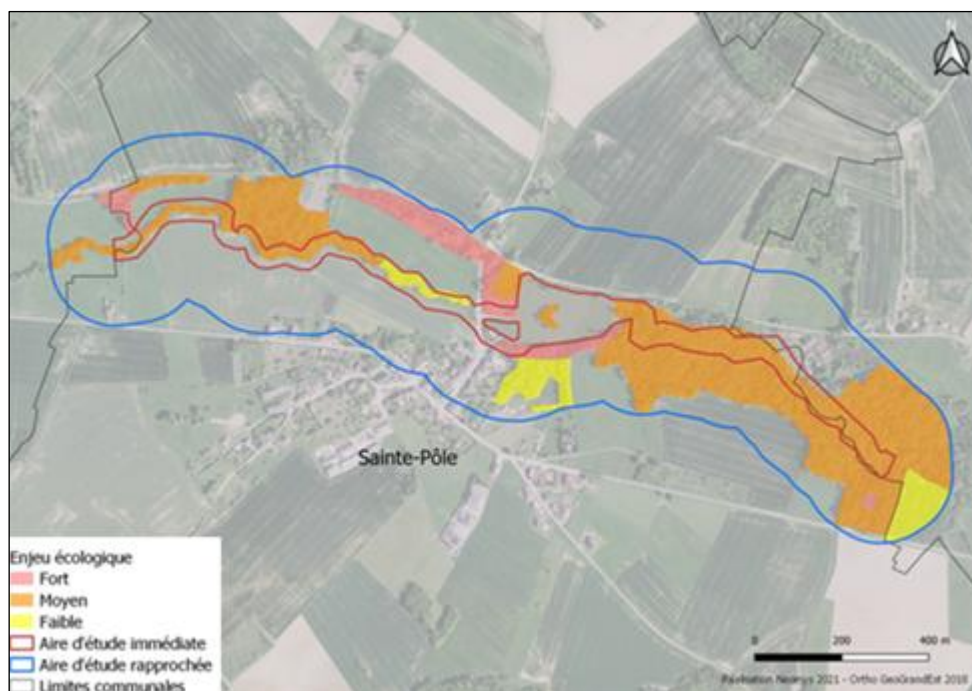 N
Sainte-Pôle
Enjeu écologique
Fort
Moyen
Faible
Aire d'étude immédiate
Aire d'étude rapprochée
Limites communales
0 200 400 m
Réalisation Neomys 2021 - Ortho GeoGrandEst 2018